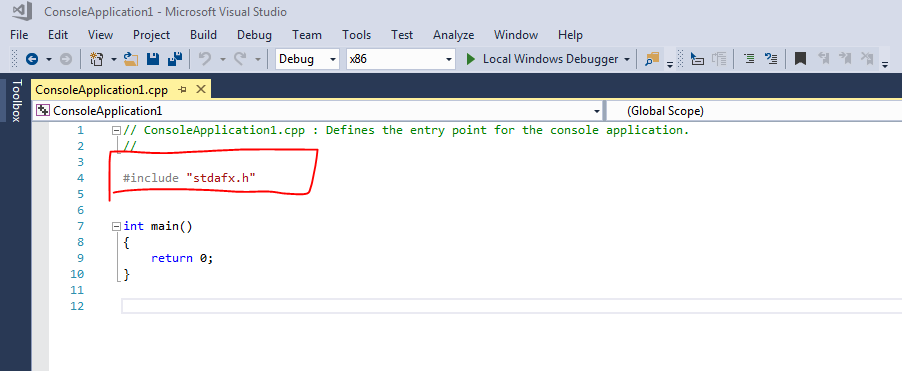 ConsoleApplication1 - Microsoft Visual Studio
File Edit View Project Build Debug Team Tools Test Analyze Window Help
Debug x86 Local Windows Debugger
Toolbox
ConsoleApplication1.cpp
ConsoleApplication1 (Global Scope)
1 // ConsoleApplication1.cpp : Defines the entry point for the console application.
2 //
3
4 #include "stdafx.h"
5
6
7 int main()
8 {
9 return 0;
10 }
11
12